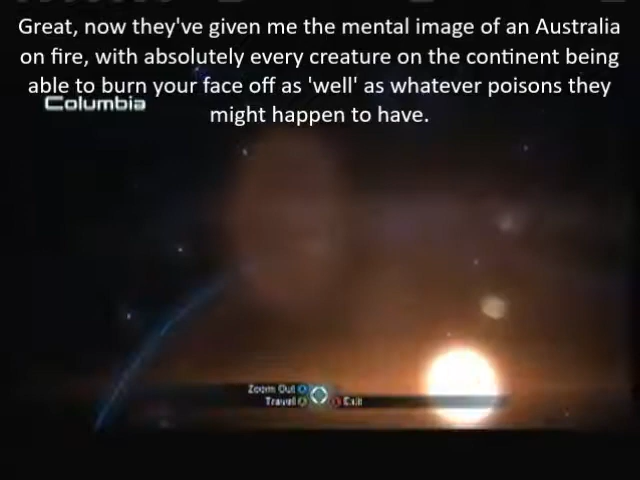 Great, now they've given me the mental image of an Australia
on fire, with absolutely every creature on the continent being
able to burn your face off as 'well' as whatever poisons they
might happen to have.
Columbia
Zoom Out
Travel
Exit